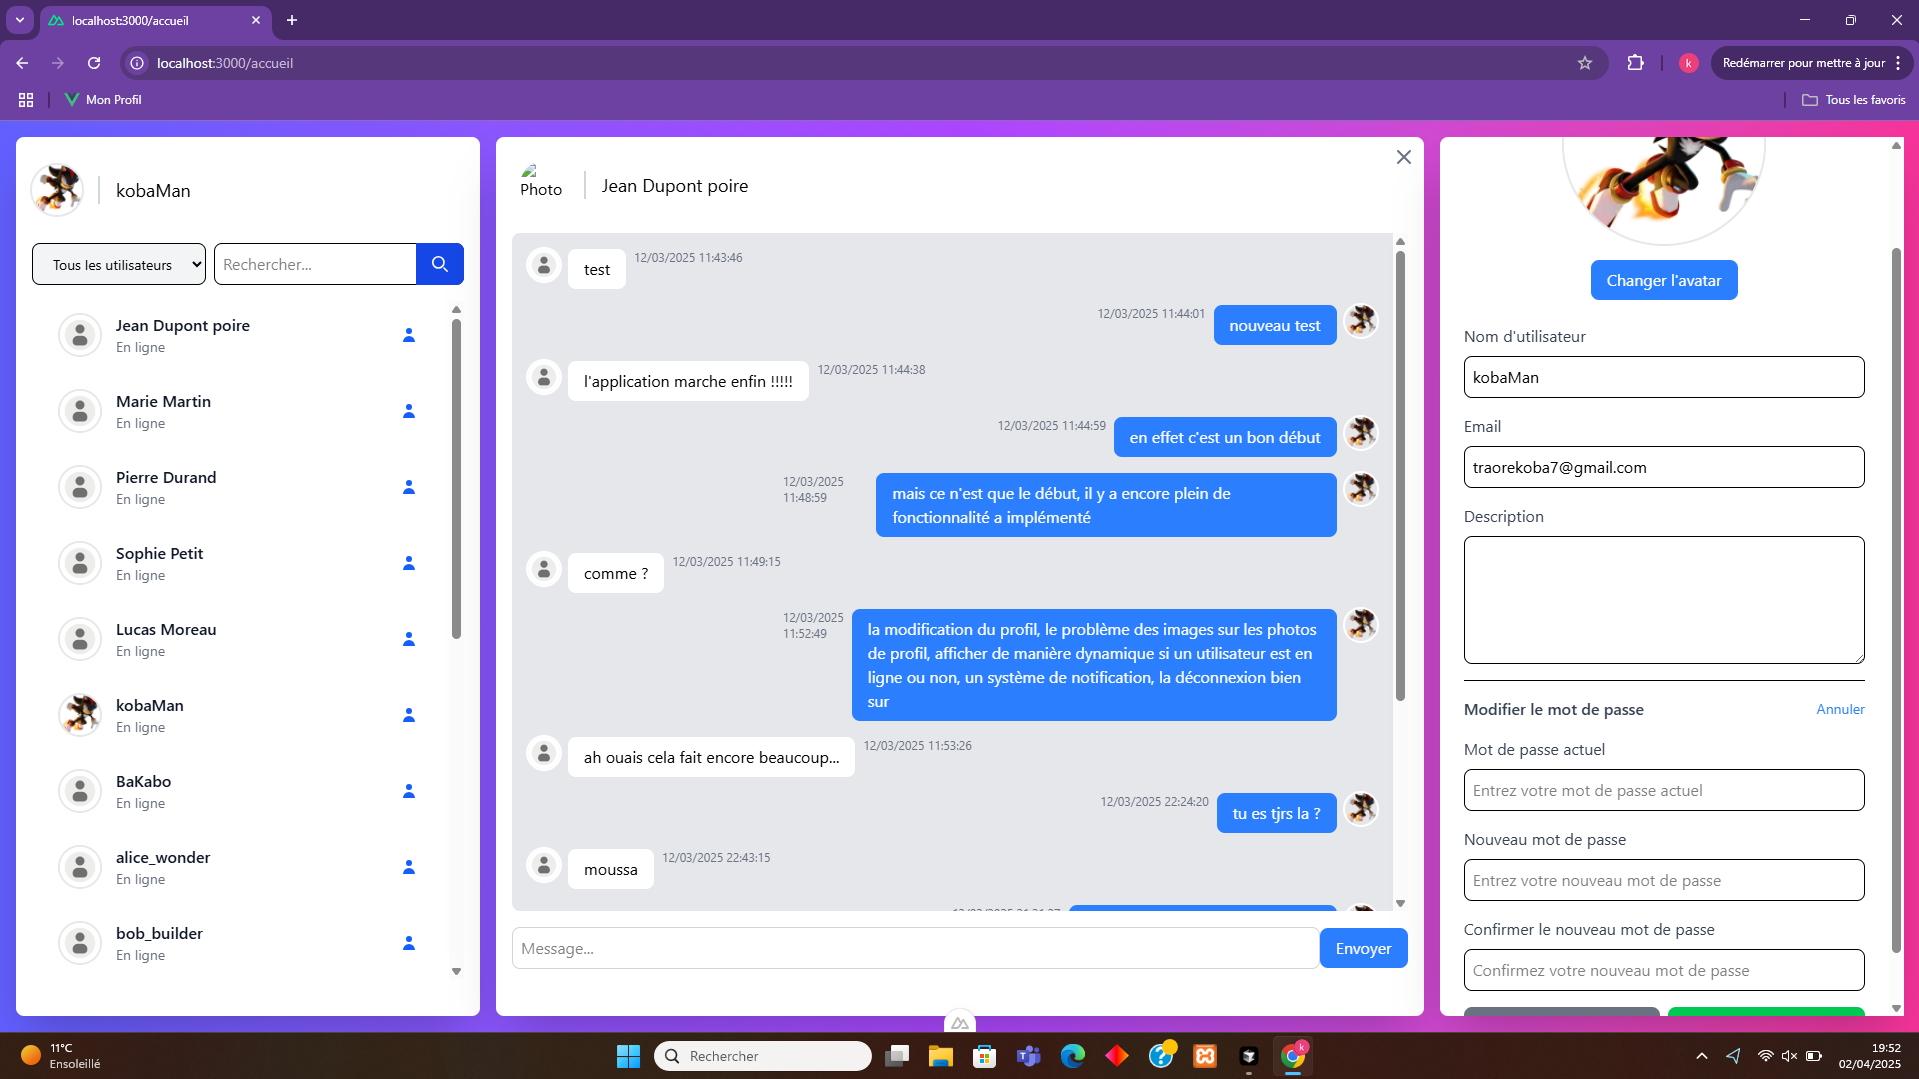 localhost:3000/accueil
localhost:3000/accueil
k
Redémarrer pour mettre à jour
Mon Profil
Tous les favoris
kobaMan
Tous les utilisateurs
Rechercher...
Jean Dupont poire
En ligne
Marie Martin
En ligne
Pierre Durand
En ligne
Sophie Petit
En ligne
Lucas Moreau
En ligne
kobaMan
En ligne
BaKabo
En ligne
alice_wonder
En ligne
bob_builder
En ligne
Photo
Jean Dupont poire
test
12/03/2025 11:43:46
12/03/2025 11:44:01
nouveau test
l'application marche enfin !!!!!
12/03/2025 11:44:38
12/03/2025 11:44:59
en effet c'est un bon début
12/03/2025
11:48:59
mais ce n'est que le début, il y a encore plein de
fonctionnalité a implémenté
comme ?
12/03/2025 11:49:15
12/03/2025
11:52:49
la modification du profil, le problème des images sur les photos
de profil, afficher de manière dynamique si un utilisateur est en
ligne ou non, un système de notification, la déconnexion bien
sur
ah ouais cela fait encore beaucoup...
12/03/2025 11:53:26
12/03/2025 22:24:20
tu es tjrs la ?
moussa
12/03/2025 22:43:15
Message...
Envoyer
Changer l'avatar
Nom d'utilisateur
kobaMan
Email
traorekoba7@gmail.com
Description
Modifier le mot de passe
Annuler
Mot de passe actuel
Entrez votre mot de passe actuel
Nouveau mot de passe
Entrez votre nouveau mot de passe
Confirmer le nouveau mot de passe
Confirmez votre nouveau mot de passe
11°C
Ensoleillé
Rechercher
k
19:52
02/04/2025